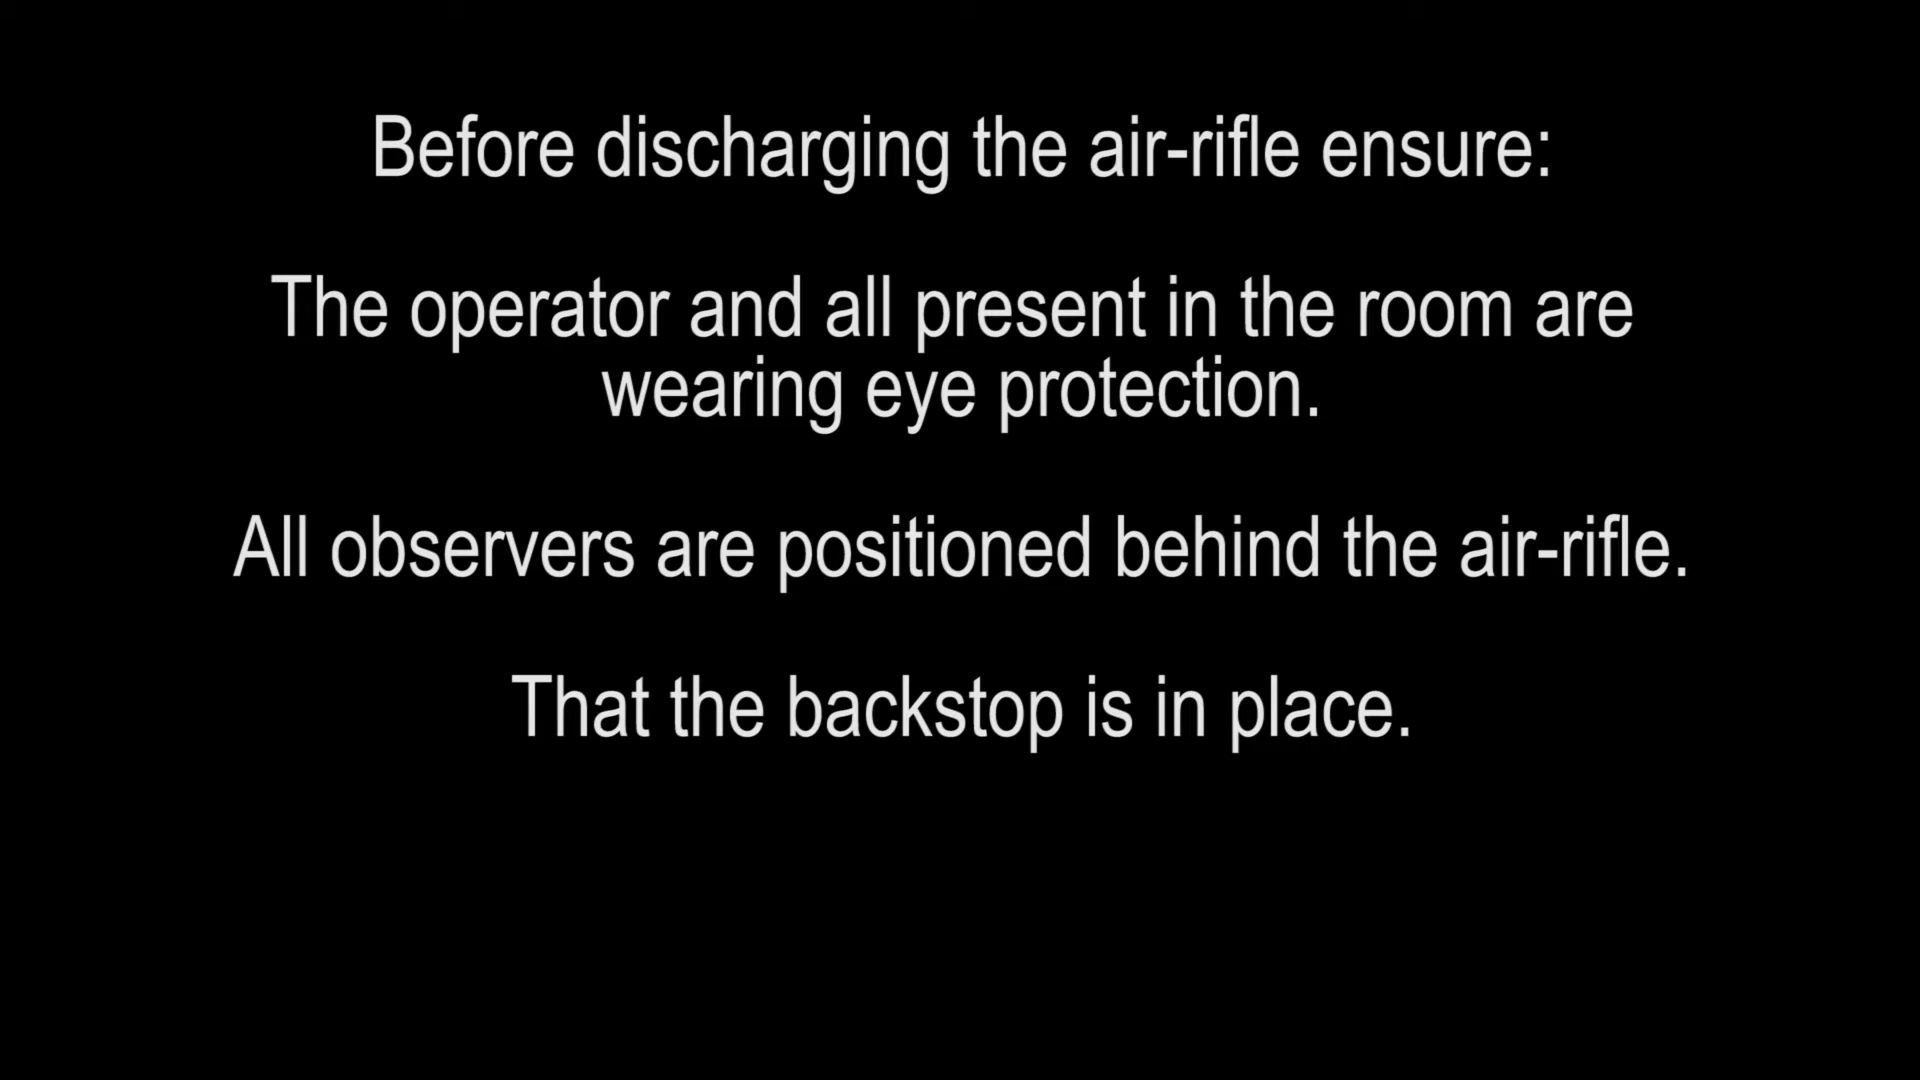 Before discharging the air-rifle ensure:
The operator and all present in the room are
wearing eye protection.
All observers are positioned behind the air-rifle.
That the backstop is in place.